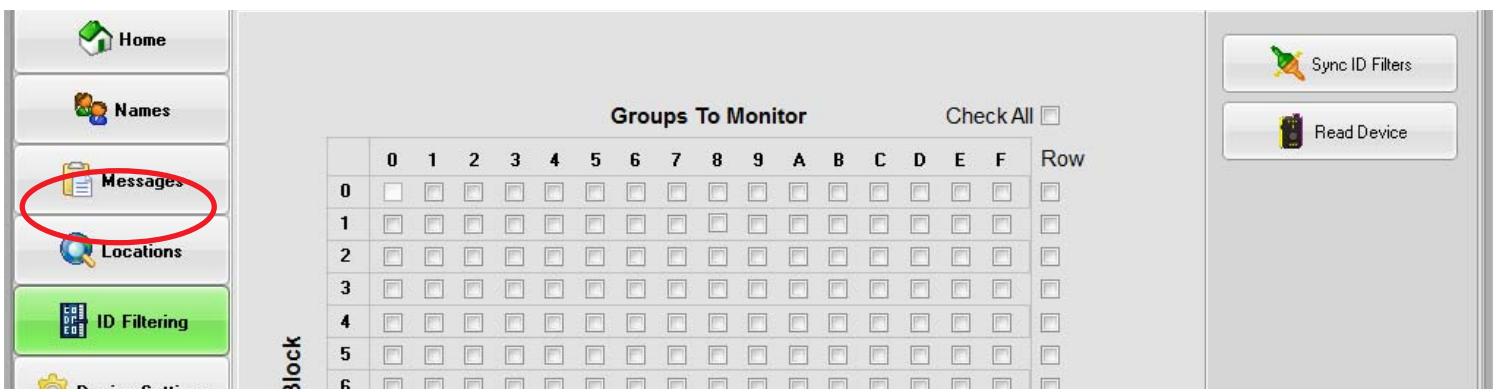 Home
Names
Messages
Locations
ID Filtering
Groups To Monitor
Check All
0 1 2 3 4 5 6 7 8 9 A B C D E F Row
0
1
2
3
4
5
6
Block
Sync ID Filters
Read Device